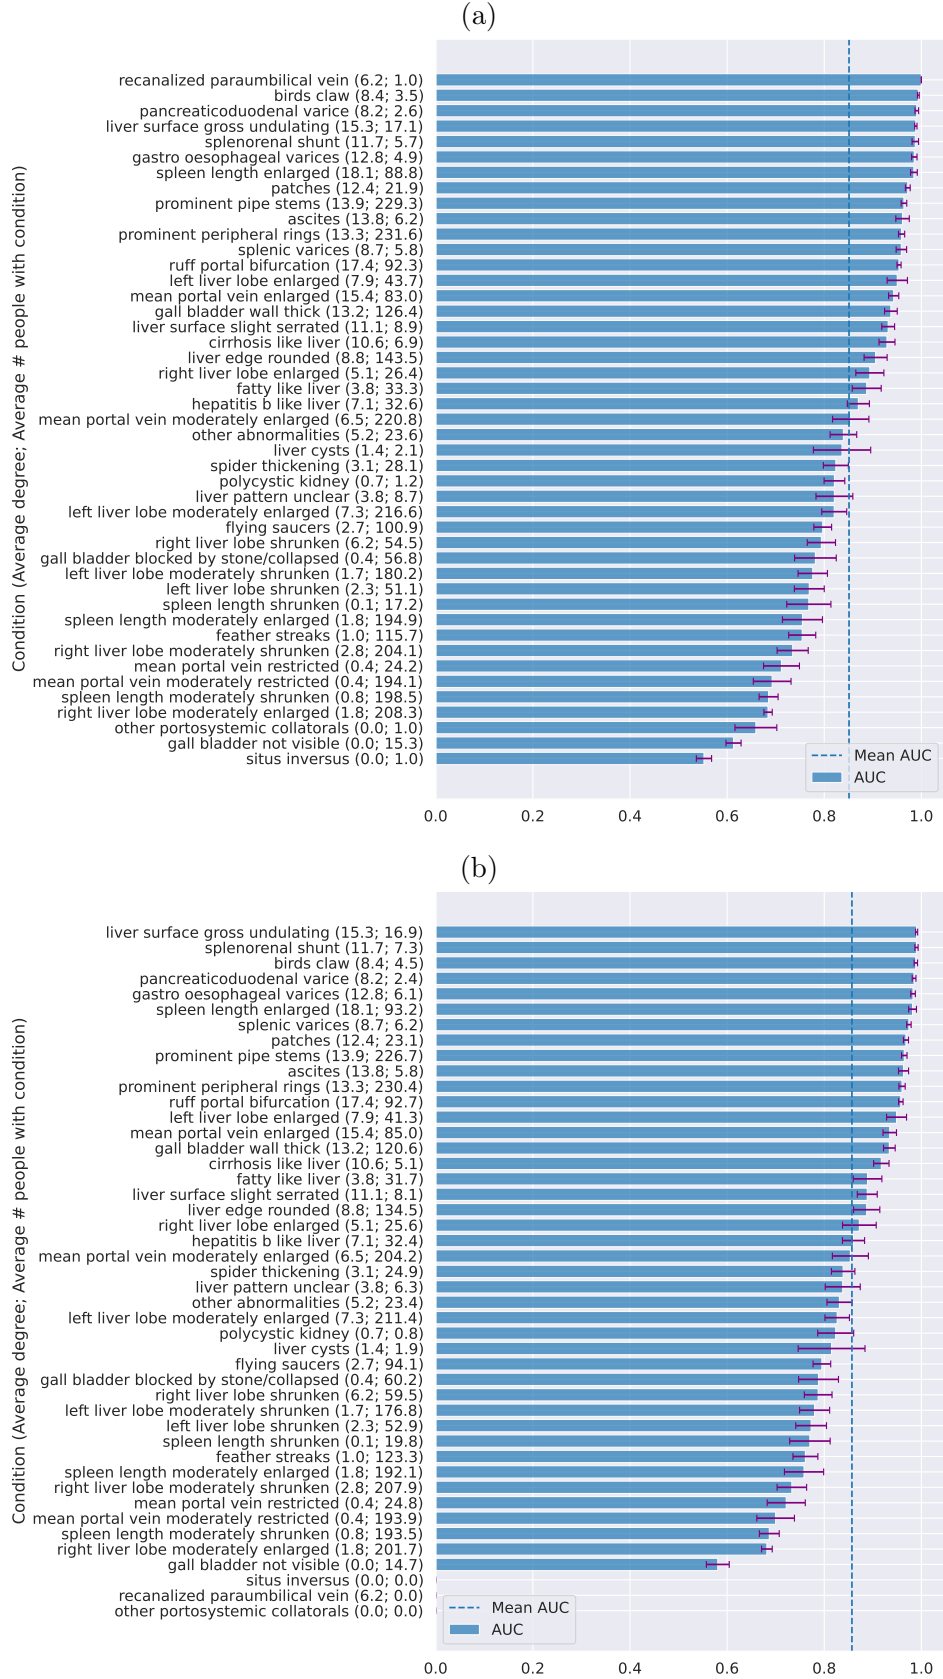 (a)
Condition (Average degree; Average # people with condition)
recanalized paraumbilical vein (6.2; 1.0)
birds claw (8.4; 3.5)
pancreaticoduodenal varice (8.2; 2.6)
liver surface gross undulating (15.3; 17.1)
splenorenal shunt (11.7; 5.7)
gastro oesophageal varices (12.8; 4.9)
spleen length enlarged (18.1; 88.8)
patches (12.4; 21.9)
prominent pipe stems (13.9; 229.3)
ascites (13.8; 6.2)
prominent peripheral rings (13.3; 231.6)
splenic varices (8.7; 5.8)
ruff portal bifurcation (17.4; 92.3)
left liver lobe enlarged (7.9; 43.7)
mean portal vein enlarged (15.4; 83.0)
gall bladder wall thick (13.2; 126.4)
liver surface slight serrated (11.1; 8.9)
cirrhosis like liver (10.6; 6.9)
liver edge rounded (8.8; 143.5)
right liver lobe enlarged (5.1; 26.4)
fatty like liver (3.8; 33.3)
hepatitis b like liver (7.1; 32.6)
mean portal vein moderately enlarged (6.5; 220.8)
other abnormalities (5.2; 23.6)
liver cysts (1.4; 2.1)
spider thickening (3.1; 28.1)
polycystic kidney (0.7; 1.2)
liver pattern unclear (3.8; 8.7)
left liver lobe moderately enlarged (7.3; 216.6)
flying saucers (2.7; 100.9)
right liver lobe shrunken (6.2; 54.5)
gall bladder blocked by stone/collapsed (0.4; 56.8)
left liver lobe moderately shrunken (1.7; 180.2)
left liver lobe shrunken (2.3; 51.1)
spleen length shrunken (0.1; 17.2)
spleen length moderately enlarged (1.8; 194.9)
feather streaks (1.0; 115.7)
right liver lobe moderately shrunken (2.8; 204.1)
mean portal vein restricted (0.4; 24.2)
mean portal vein moderately restricted (0.4; 194.1)
spleen length moderately shrunken (0.8; 198.5)
right liver lobe moderately enlarged (1.8; 208.3)
other portosystemic collatorals (0.0; 1.0)
gall bladder not visible (0.0; 15.3)
situs inversus (0.0; 1.0)
Mean AUC
AUC
0.0 0.2 0.4 0.6 0.8 1.0
(b)
Condition (Average degree; Average # people with condition)
liver surface gross undulating (15.3; 16.9)
splenorenal shunt (11.7; 7.3)
birds claw (8.4; 4.5)
pancreaticoduodenal varice (8.2; 2.4)
gastro oesophageal varices (12.8; 6.1)
spleen length enlarged (18.1; 93.2)
splenic varices (8.7; 6.2)
patches (12.4; 23.1)
prominent pipe stems (13.9; 226.7)
ascites (13.8; 5.8)
prominent peripheral rings (13.3; 230.4)
ruff portal bifurcation (17.4; 92.7)
left liver lobe enlarged (7.9; 41.3)
mean portal vein enlarged (15.4; 85.0)
gall bladder wall thick (13.2; 120.6)
cirrhosis like liver (10.6; 5.1)
fatty like liver (3.8; 31.7)
liver surface slight serrated (11.1; 8.1)
liver edge rounded (8.8; 134.5)
right liver lobe enlarged (5.1; 25.6)
hepatitis b like liver (7.1; 32.4)
mean portal vein moderately enlarged (6.5; 204.2)
spider thickening (3.1; 24.9)
liver pattern unclear (3.8; 6.3)
other abnormalities (5.2; 23.4)
left liver lobe moderately enlarged (7.3; 211.4)
polycystic kidney (0.7; 0.8)
liver cysts (1.4; 1.9)
flying saucers (2.7; 94.1)
gall bladder blocked by stone/collapsed (0.4; 60.2)
right liver lobe shrunken (6.2; 59.5)
left liver lobe moderately shrunken (1.7; 176.8)
left liver lobe shrunken (2.3; 52.9)
spleen length shrunken (0.1; 19.8)
feather streaks (1.0; 123.3)
spleen length moderately enlarged (1.8; 192.1)
right liver lobe moderately shrunken (2.8; 207.9)
mean portal vein restricted (0.4; 24.8)
mean portal vein moderately restricted (0.4; 193.9)
spleen length moderately shrunken (0.8; 193.5)
right liver lobe moderately enlarged (1.8; 201.7)
gall bladder not visible (0.0; 14.7)
situs inversus (0.0; 0.0)
recanalized paraumbilical vein (6.2; 0.0)
other portosystemic collatorals (0.0; 0.0)
Mean AUC
AUC
0.0 0.2 0.4 0.6 0.8 1.0